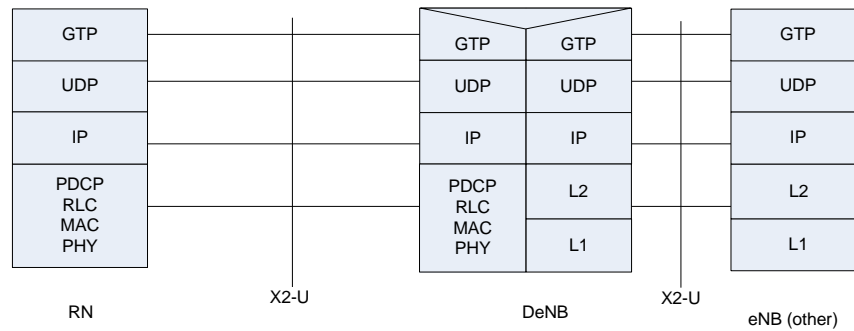 GTP
GTP
GTP
GTP
UDP
UDP
UDP
UDP
IP
IP
IP
IP
PDCP
RLC
MAC
PHY
PDCP
RLC
MAC
PHY
L2
L1
L2
L1
RN
X2-U
DeNB
X2-U
eNB (other)